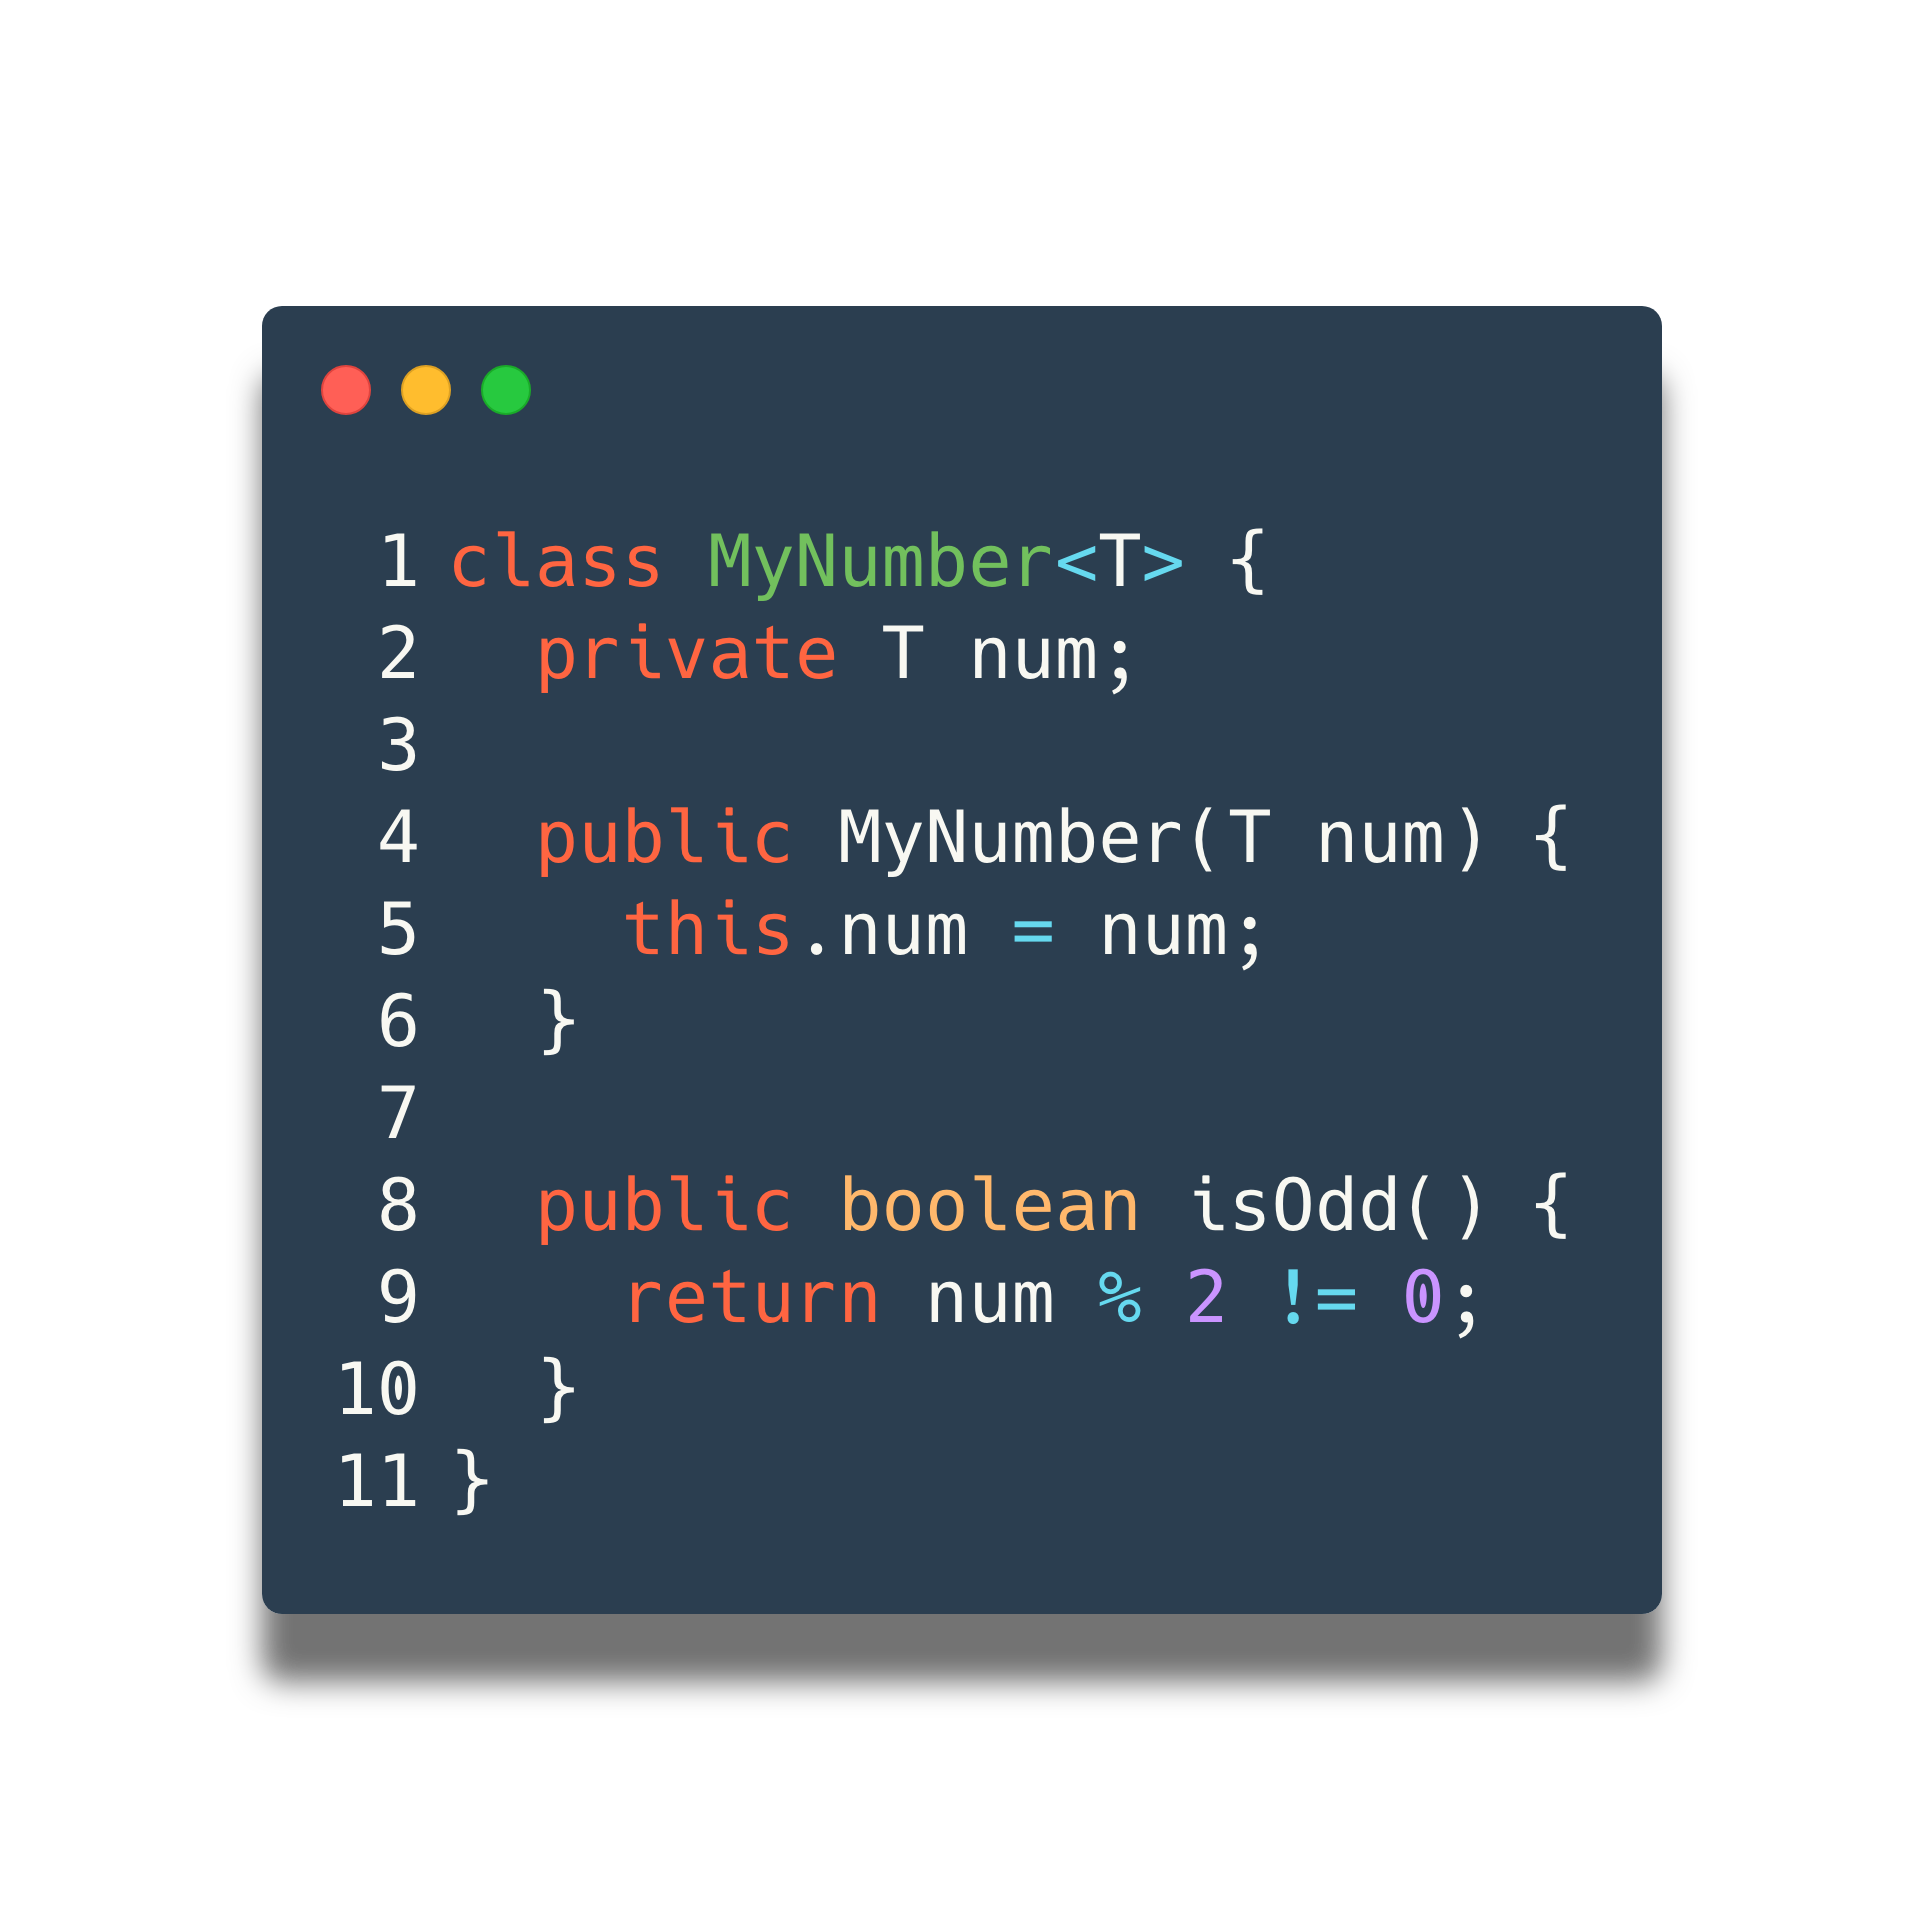 1 class MyNumber<T> {
2   private T num;
3
4   public MyNumber(T num) {
5     this.num = num;
6   }
7
8   public boolean isOdd() {
9     return num % 2 != 0;
10   }
11 }